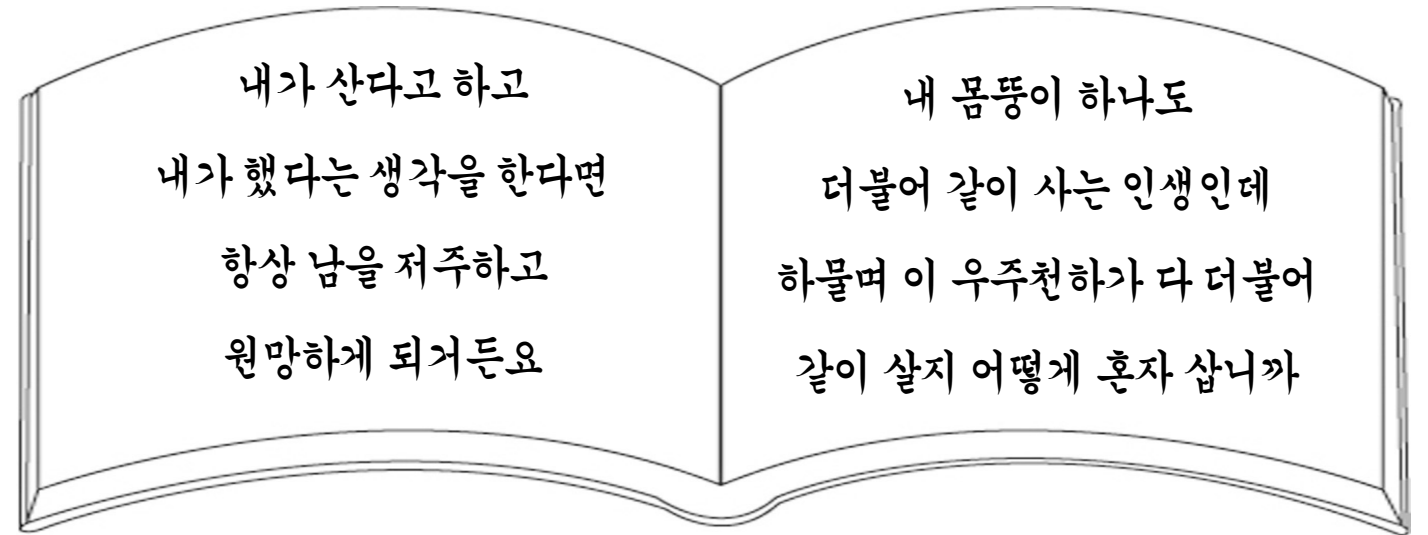 내가 산다고 하고
내가 했다는 생각을 한다면
항상 남을 저주하고
원망하게 되거든요
내 몸뚱이 하나도
더불어 같이 사는 인생인데
하물며 이 우주천하가 다 더불어
같이 살지 어떻게 혼자 삽니까